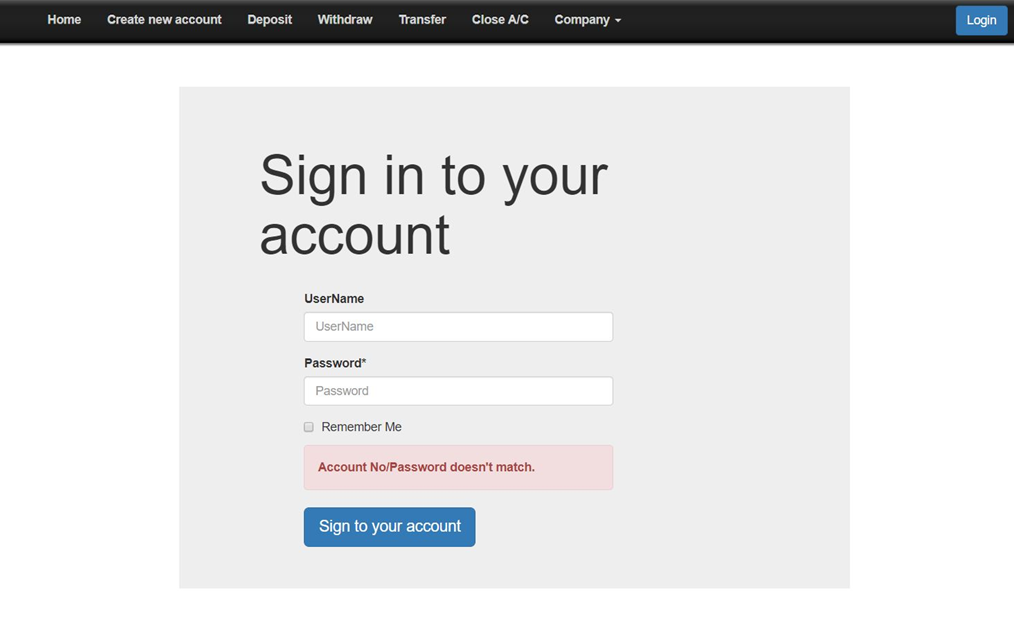 Home Create new account Deposit Withdraw Transfer Close A/C Company Login
Sign in to your
account
UserName
UserName
Password*
Password
Remember Me
Account No/Password doesn't match.
Sign to your account